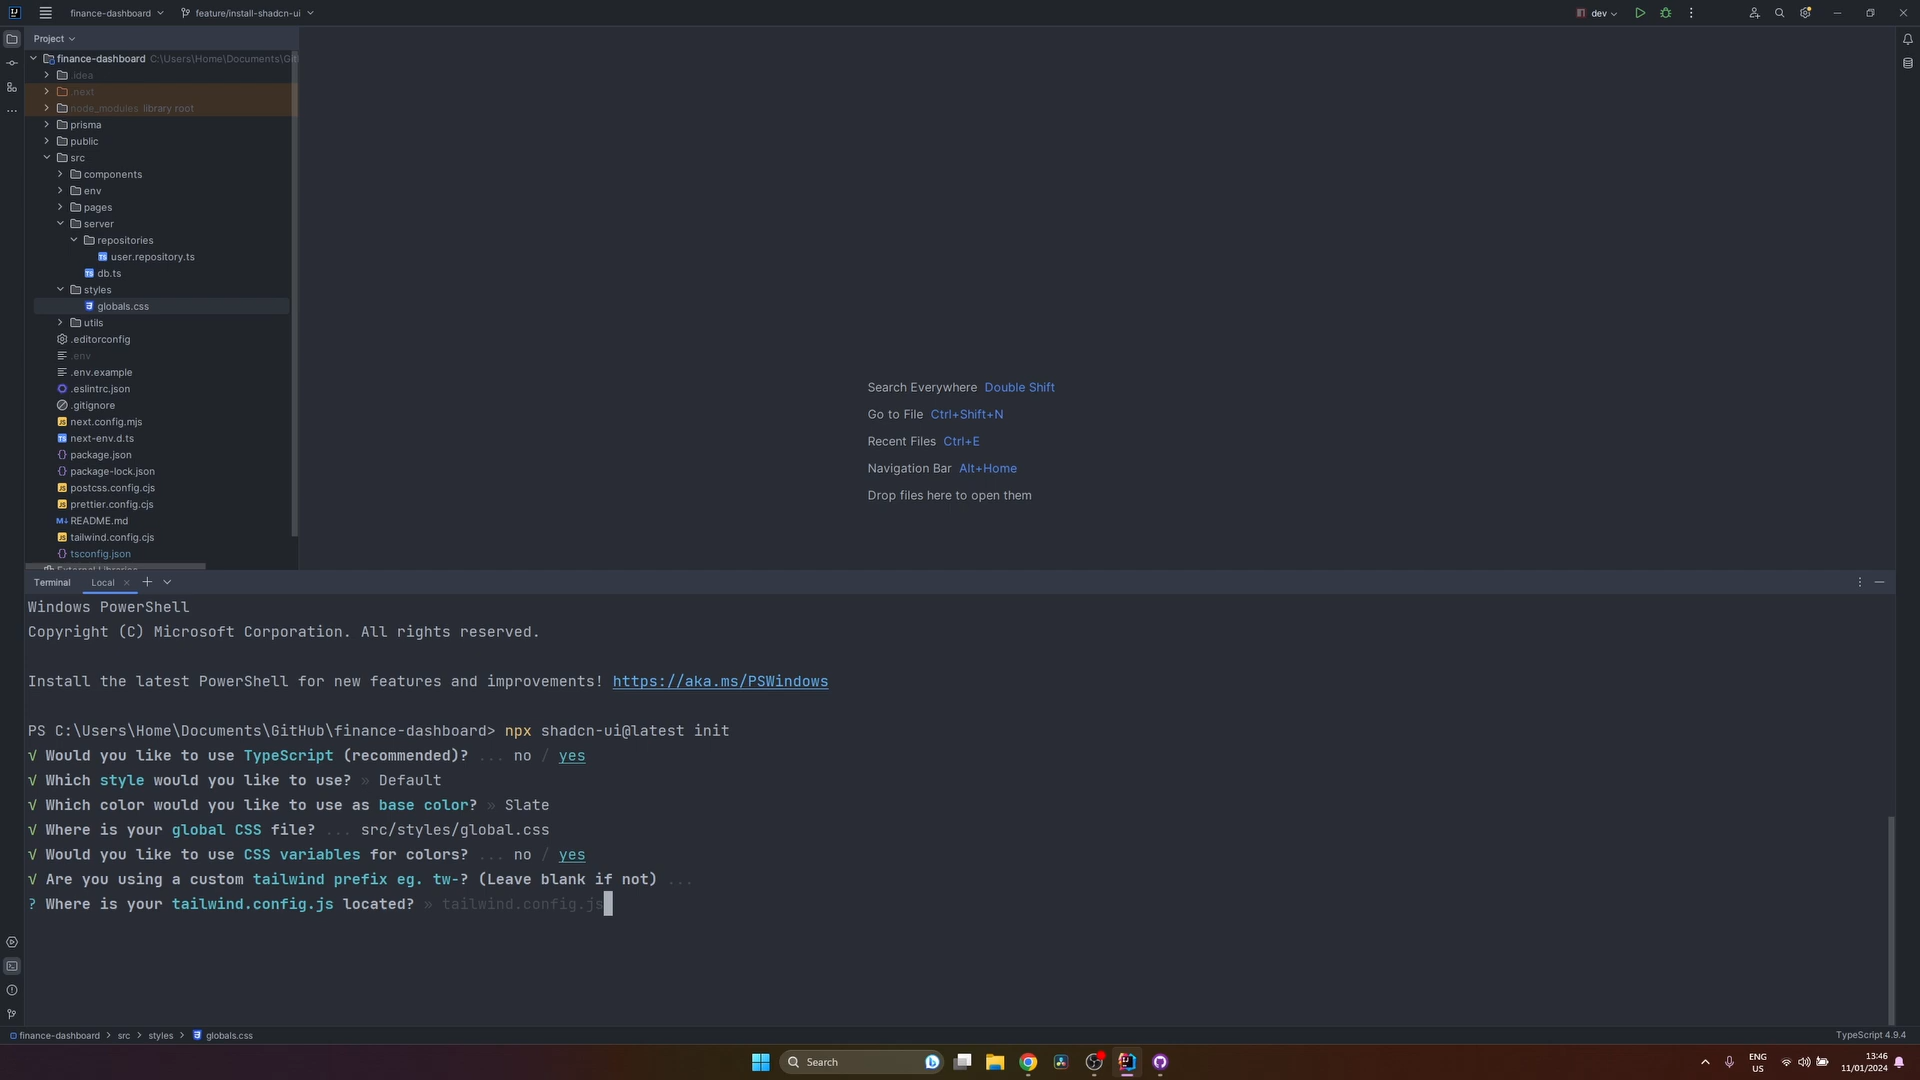 finance-dashboard
feature/install-shadcn-ui
dev
Project
finance-dashboard C:\Users\Home\Documents\Git
.idea
.next
node_modules library root
prisma
public
src
components
env
pages
server
repositories
user.repository.ts
db.ts
styles
globals.css
utils
.editorconfig
.env
.env.example
.eslintrc.json
.gitignore
next.config.mjs
next-env.d.ts
package.json
package-lock.json
postcss.config.cjs
prettier.config.cjs
README.md
tailwind.config.cjs
tsconfig.json
External Libraries
Search Everywhere Double Shift
Go to File Ctrl+Shift+N
Recent Files Ctrl+E
Navigation Bar Alt+Home
Drop files here to open them
Terminal Local
Windows PowerShell
Copyright (C) Microsoft Corporation. All rights reserved.
Install the latest PowerShell for new features and improvements! https://aka.ms/PSWindows
PS C:\Users\Home\Documents\GitHub\finance-dashboard> npx shadcn-ui@latest init
√ Would you like to use TypeScript (recommended)? ... no / yes
√ Which style would you like to use? » Default
√ Which color would you like to use as base color? » Slate
√ Where is your global CSS file? ... src/styles/global.css
√ Would you like to use CSS variables for colors? ... no / yes
√ Are you using a custom tailwind prefix eg. tw-? (Leave blank if not) ...
? Where is your tailwind.config.js located? » tailwind.config.js
finance-dashboard > src > styles > globals.css
TypeScript 4.9.4
Search
ENG
US
13:46
11/01/2024